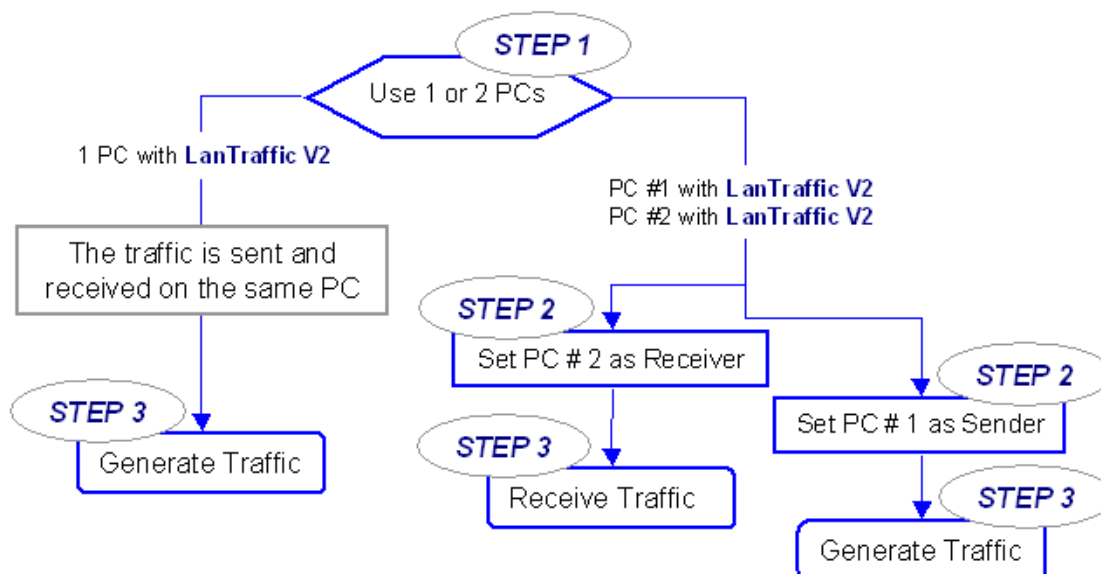 STEP 1
Use 1 or 2 PCs
1 PC with LanTraffic V2
PC #1 with LanTraffic V2
PC #2 with LanTraffic V2
The traffic is sent and
received on the same PC
STEP 2
Set PC # 2 as Receiver
STEP 2
Set PC # 1 as Sender
STEP 3
Generate Traffic
STEP 3
Receive Traffic
STEP 3
Generate Traffic